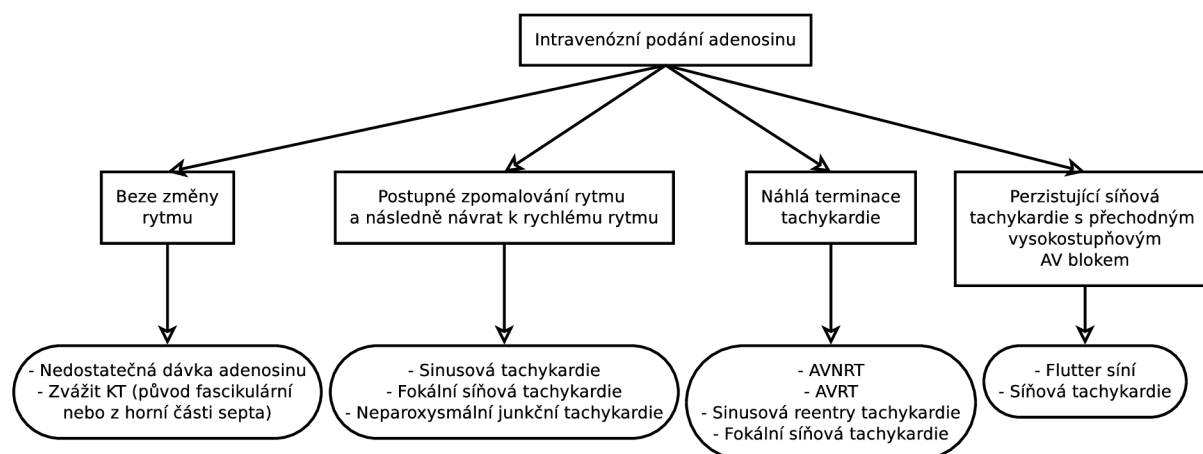 Intravenózní podání adenosinu
Beze změny
rytmu
Postupné zpomalování rytmu
a následně návrat k rychlému rytmu
Náhlá terminace
tachykardie
Perzistující síňová
tachykardie s přechodným
vysokostupňovým
AV blokem
- Nedostatečná dávka adenosinu
- Zvážit KT (původ fascikulární
nebo z horní části septa)
- Sinusová tachykardie
- Fokální síňová tachykardie
- Neparoxysmální junkční tachykardie
- AVNRT
- AVRT
- Sinusová reentry tachykardie
- Fokální síňová tachykardie
- Flutter síní
- Síňová tachykardie